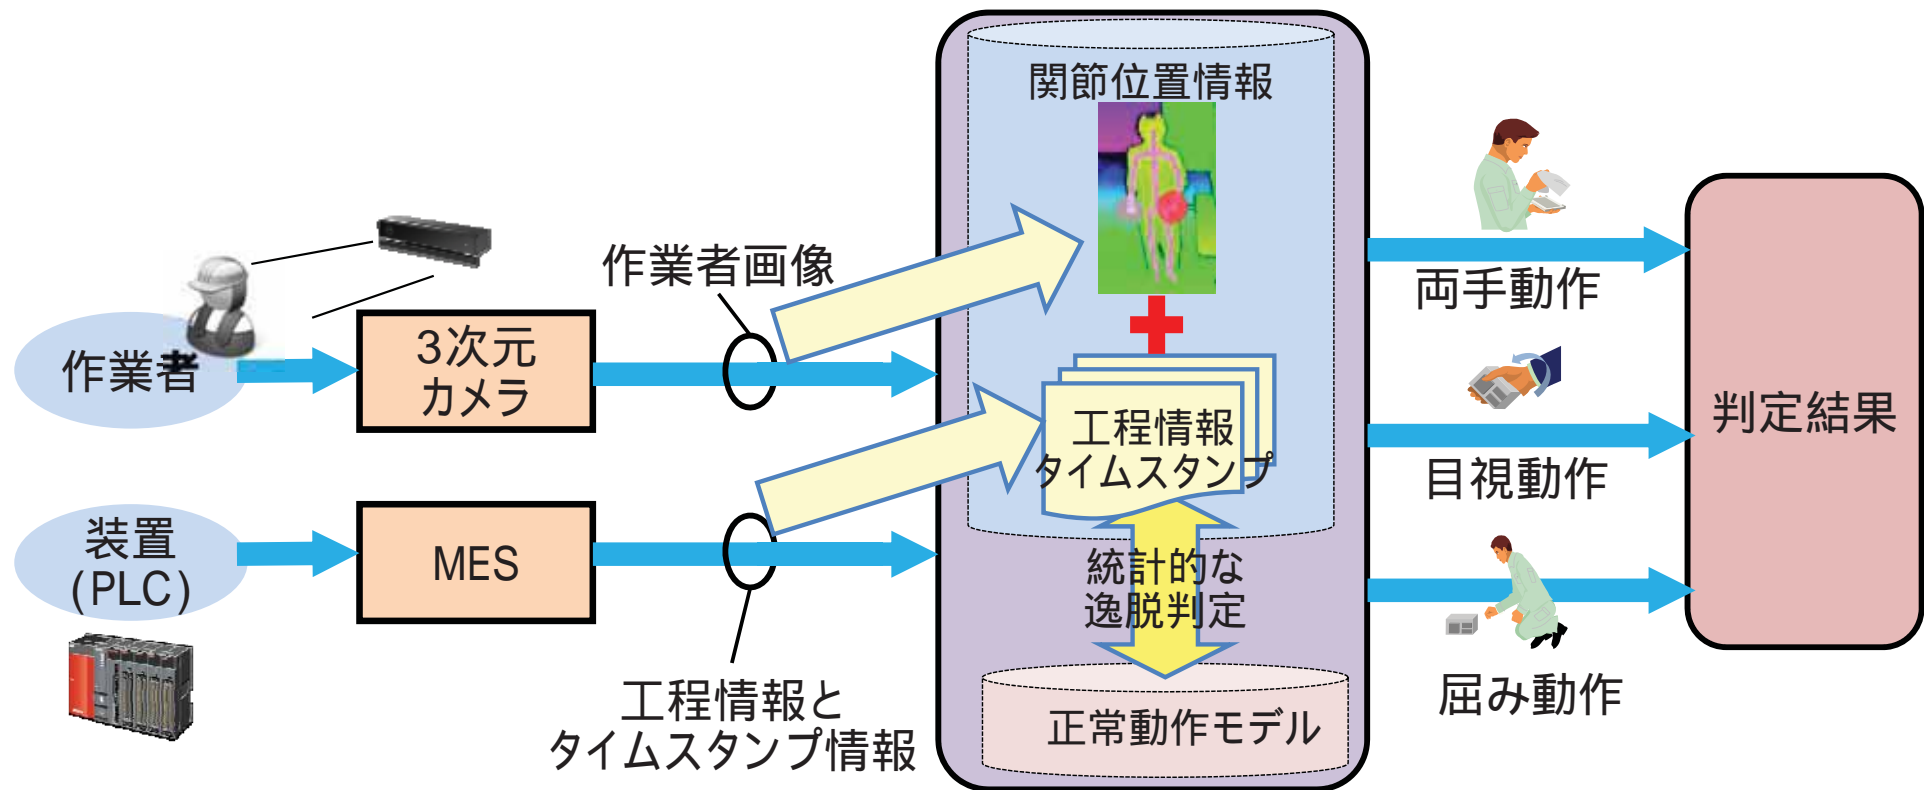 関節位置情報
作業者画像
両手動作
作業者
3次元
カメラ
工程情報
タイムスタンプ
判定結果
目視動作
装置
(PLC)
MES
統計的な
逸脱判定
工程情報と
タイムスタンプ情報
正常動作モデル
屈み動作